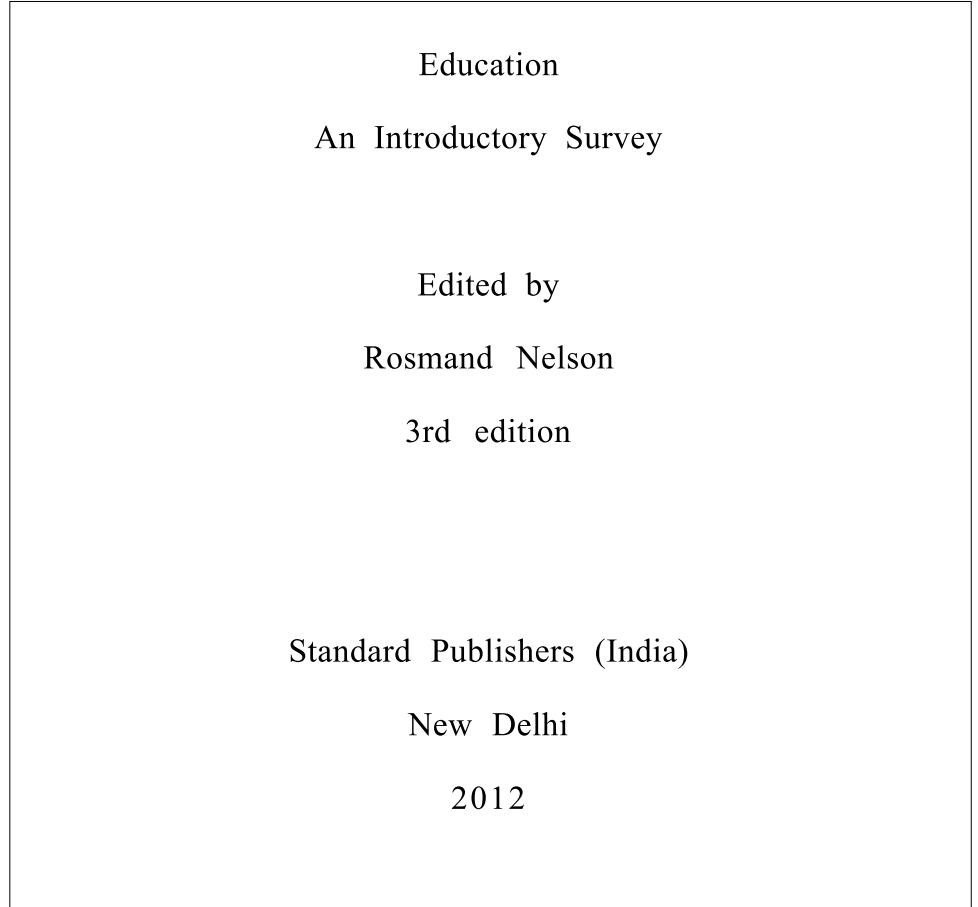 Education
An Introductory Survey
Edited by
Rosmand Nelson
3rd edition
Standard Publishers (India)
New Delhi
2012